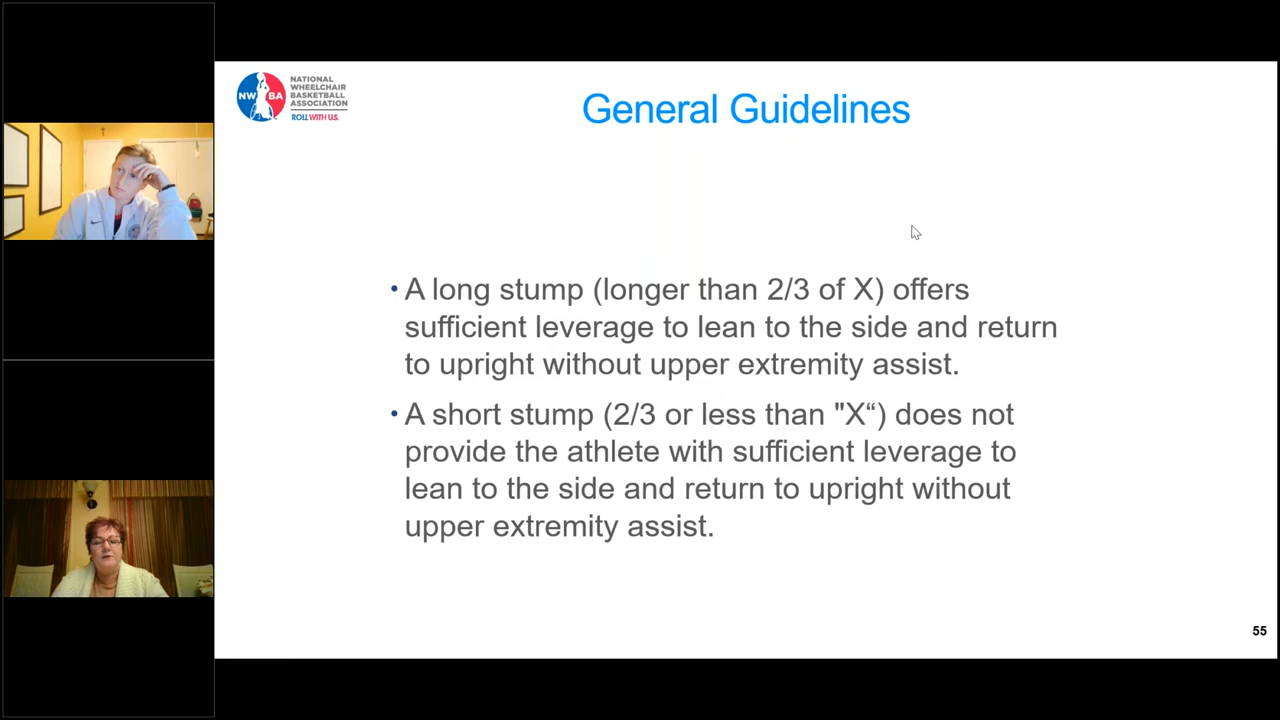 NW BA
NATIONAL
WHEELCHAIR
BASKETBALL
ASSOCIATION
ROLL WITH US.
General Guidelines
• A long stump (longer than 2/3 of X) offers
sufficient leverage to lean to the side and return
to upright without upper extremity assist.
• A short stump (2/3 or less than "X“) does not
provide the athlete with sufficient leverage to
lean to the side and return to upright without
upper extremity assist.
55